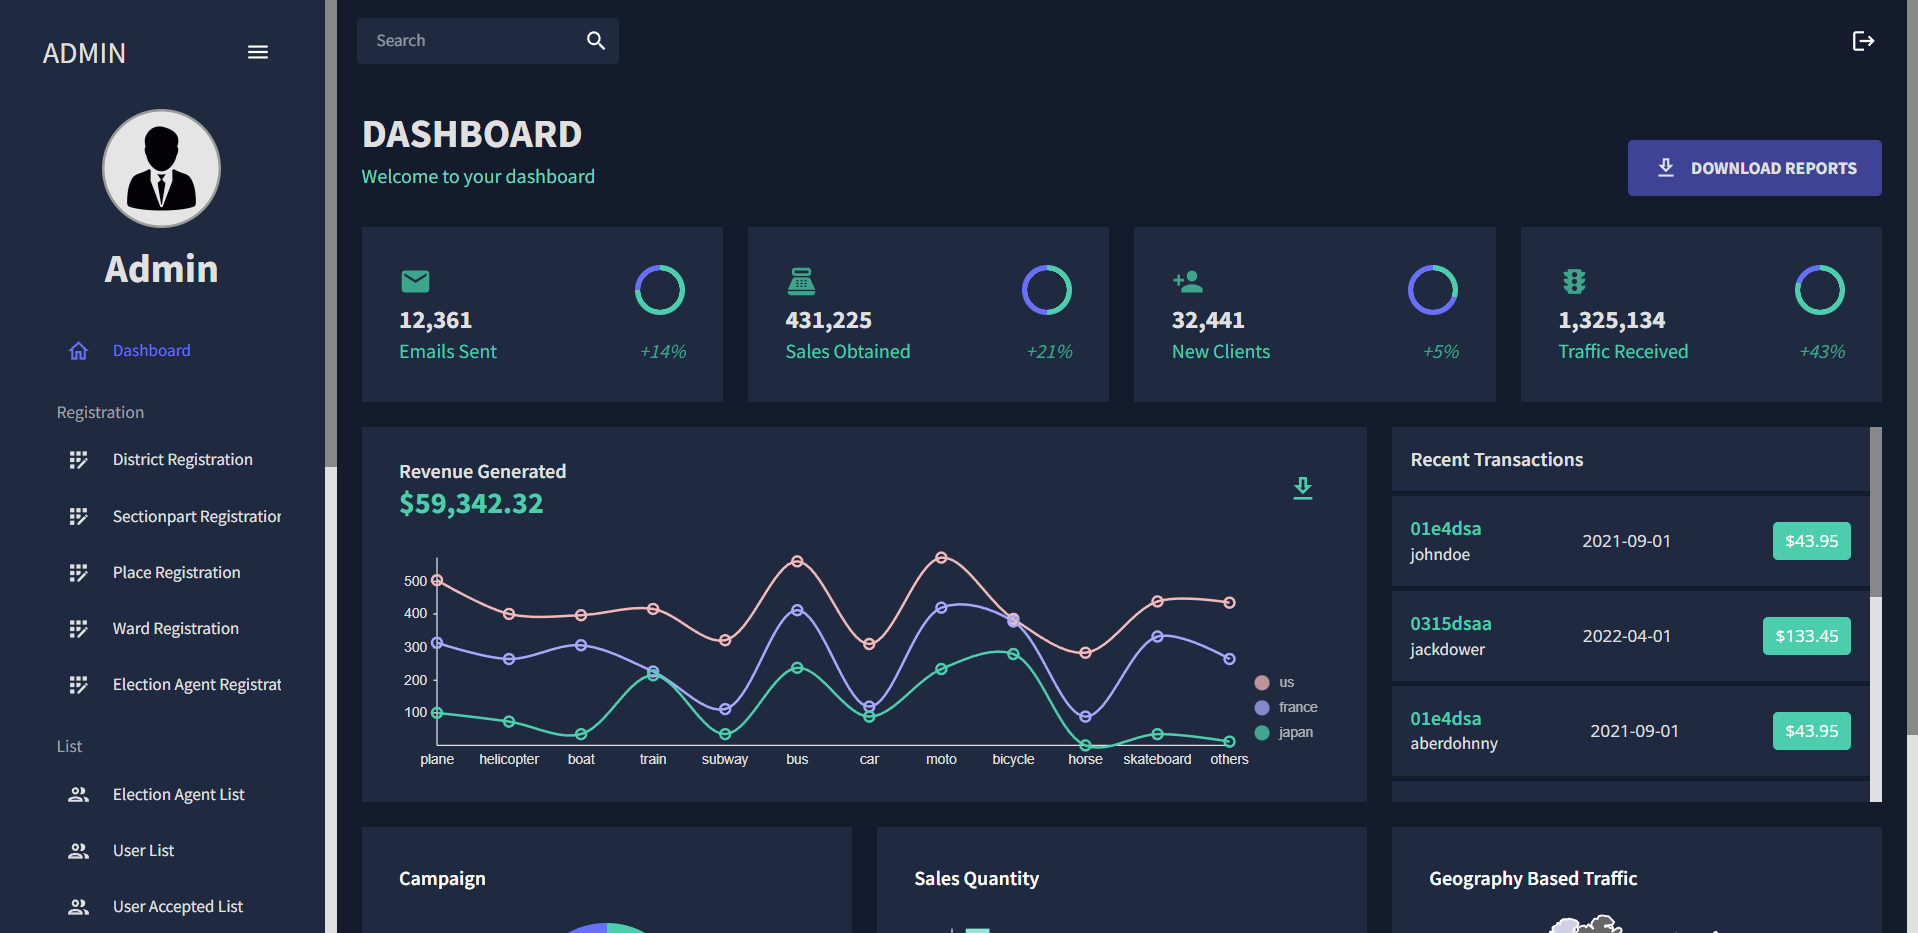 ADMIN
Admin
Dashboard
Registration
District Registration
Sectionpart Registration
Place Registration
Ward Registration
Election Agent Registrat
List
Election Agent List
User List
User Accepted List
Search
DASHBOARD
Welcome to your dashboard
DOWNLOAD REPORTS
12,361
Emails Sent
+14%
431,225
Sales Obtained
+21%
32,441
New Clients
+5%
1,325,134
Traffic Received
+43%
Revenue Generated
$59,342.32
500
400
300
200
100
plane helicopter boat train subway bus car moto bicycle horse skateboard others
us
france
japan
Recent Transactions
01e4dsa
johndoe
2021-09-01
$43.95
0315dsaa
jackdower
2022-04-01
$133.45
01e4dsa
aberdohnny
2021-09-01
$43.95
Campaign
Sales Quantity
Geography Based Traffic